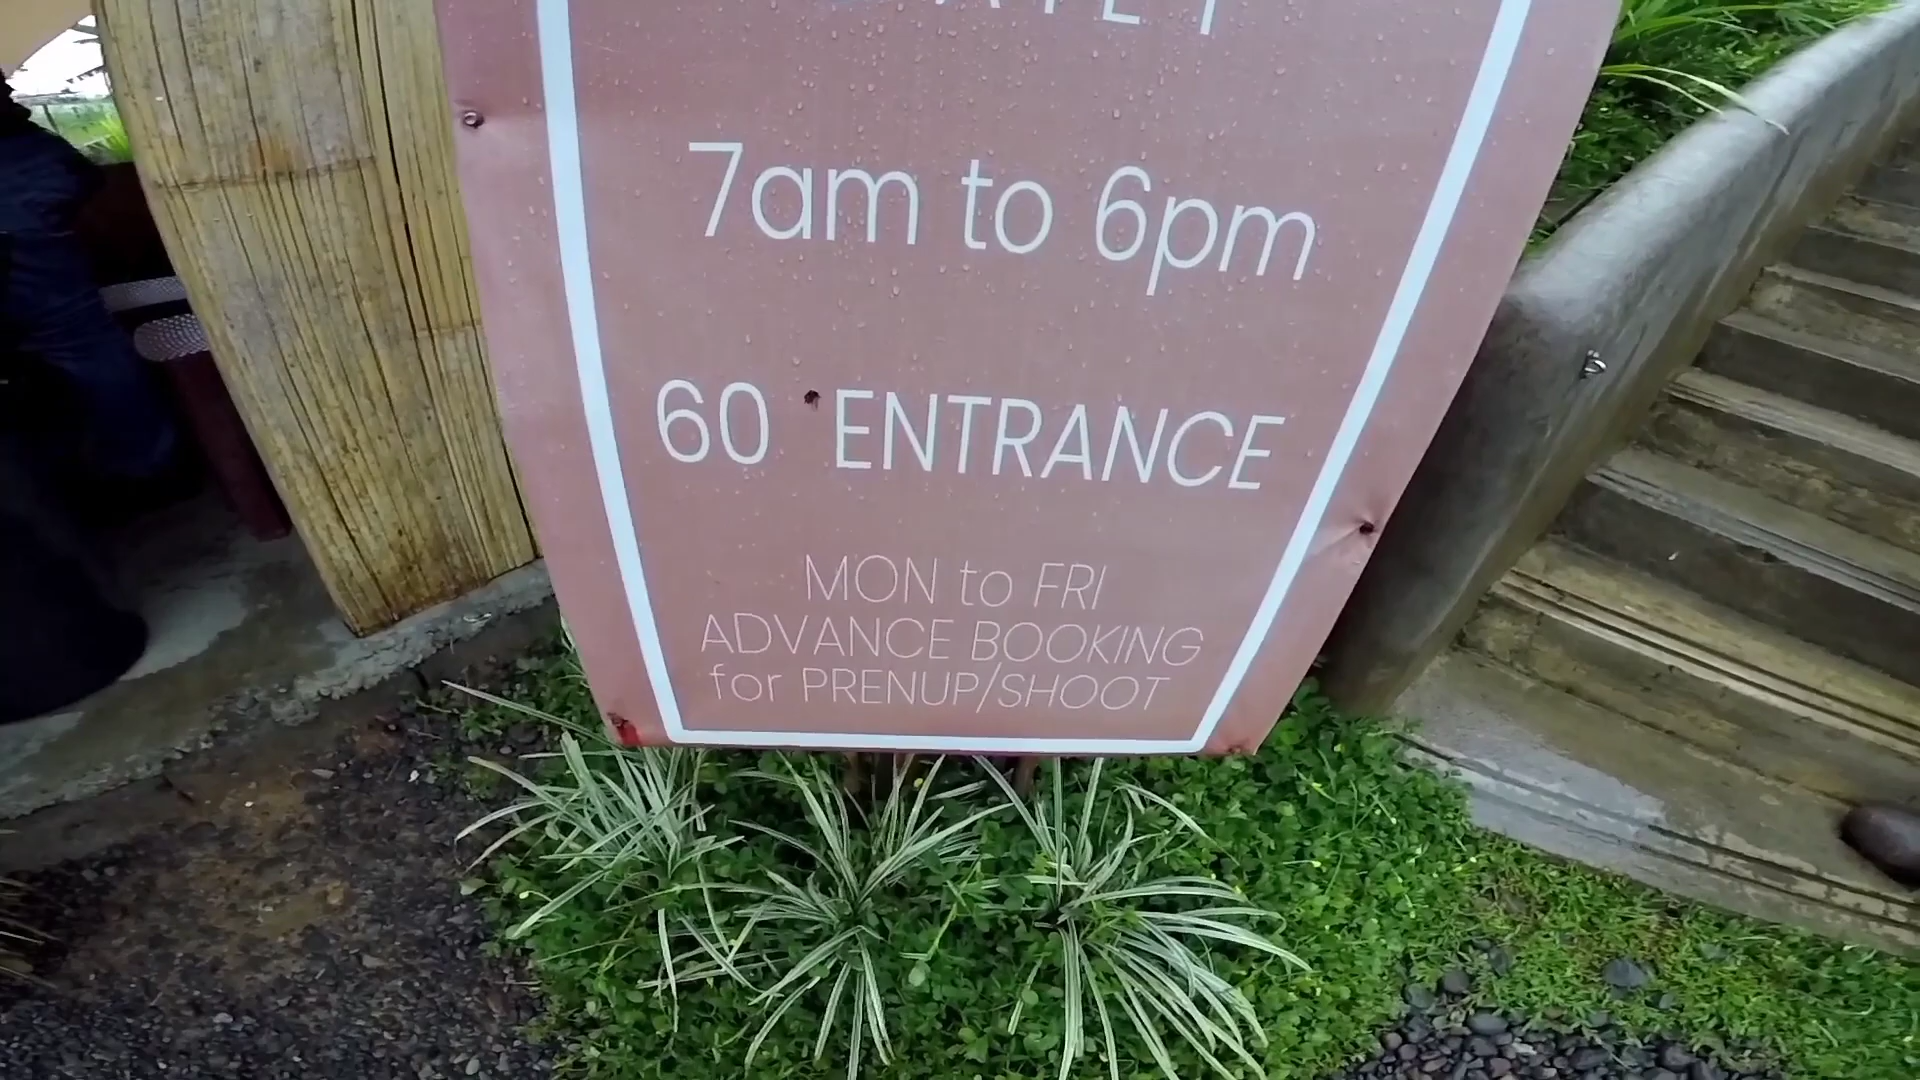 7am to 6pm
60 ENTRANCE
MON to FRI
ADVANCE BOOKING
for PRENUP/SHOOT